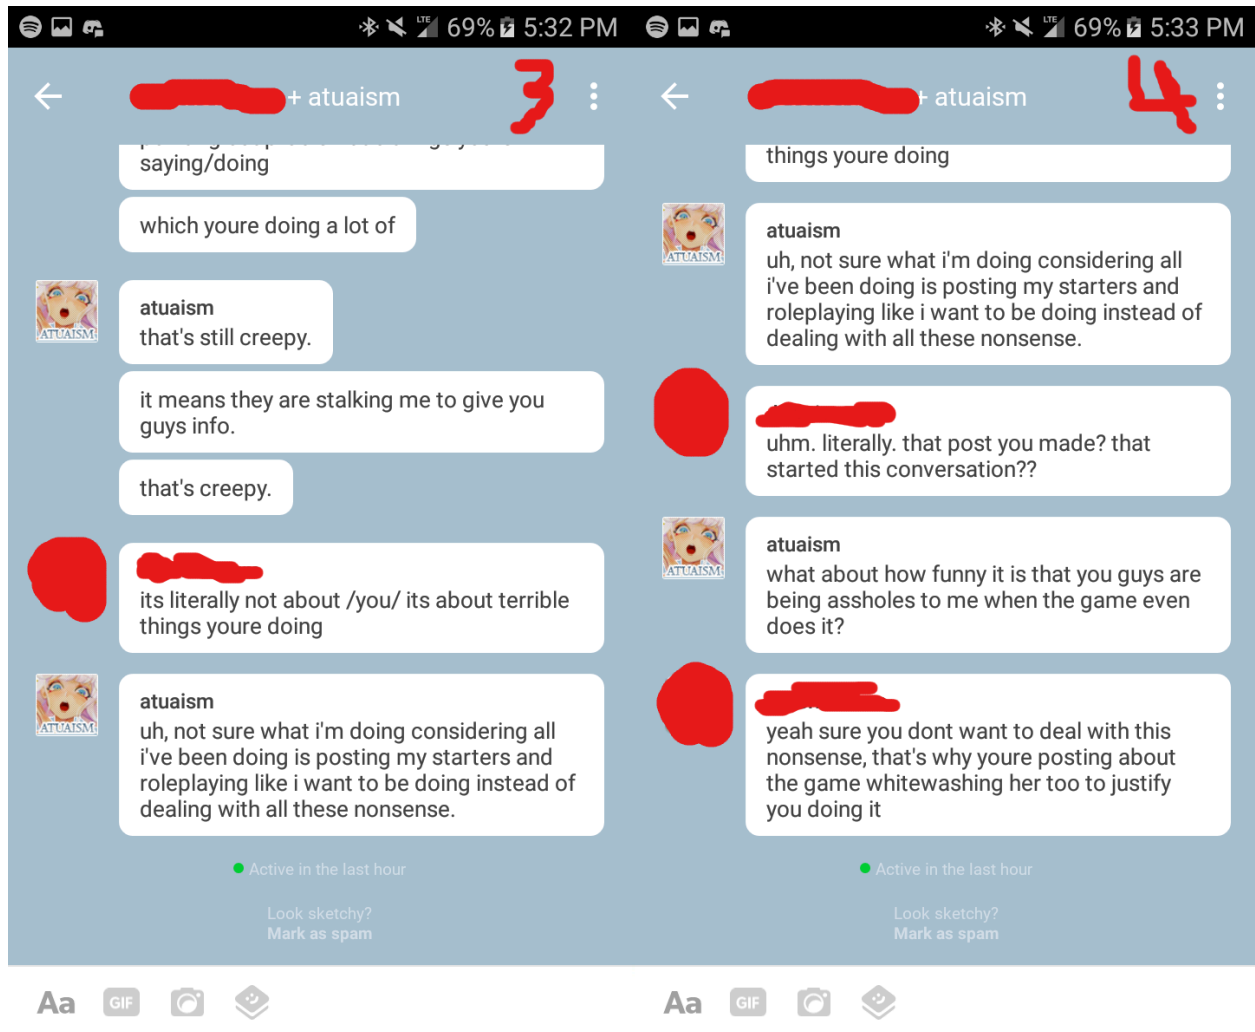 69% 5:32 PM
+ atuaism
3
saying/doing
which youre doing a lot of
ATUAISM
atuaism
that's still creepy.
it means they are stalking me to give you
guys info.
that's creepy.
its literally not about /you/ its about terrible
things youre doing
ATUAISM
atuaism
uh, not sure what i'm doing considering all
i've been doing is posting my starters and
roleplaying like i want to be doing instead of
dealing with all these nonsense.
Active in the last hour
Look sketchy?
Mark as spam
Aa GIF
LTE 69% 5:33 PM
+ atuaism
4
things youre doing
ATUAISM
atuaism
uh, not sure what i'm doing considering all
i've been doing is posting my starters and
roleplaying like i want to be doing instead of
dealing with all these nonsense.
uhm. literally. that post you made? that
started this conversation??
ATUAISM
atuaism
what about how funny it is that you guys are
being assholes to me when the game even
does it?
yeah sure you dont want to deal with this
nonsense, that's why youre posting about
the game whitewashing her too to justify
you doing it
Active in the last hour
Look sketchy?
Mark as spam
Aa GIF